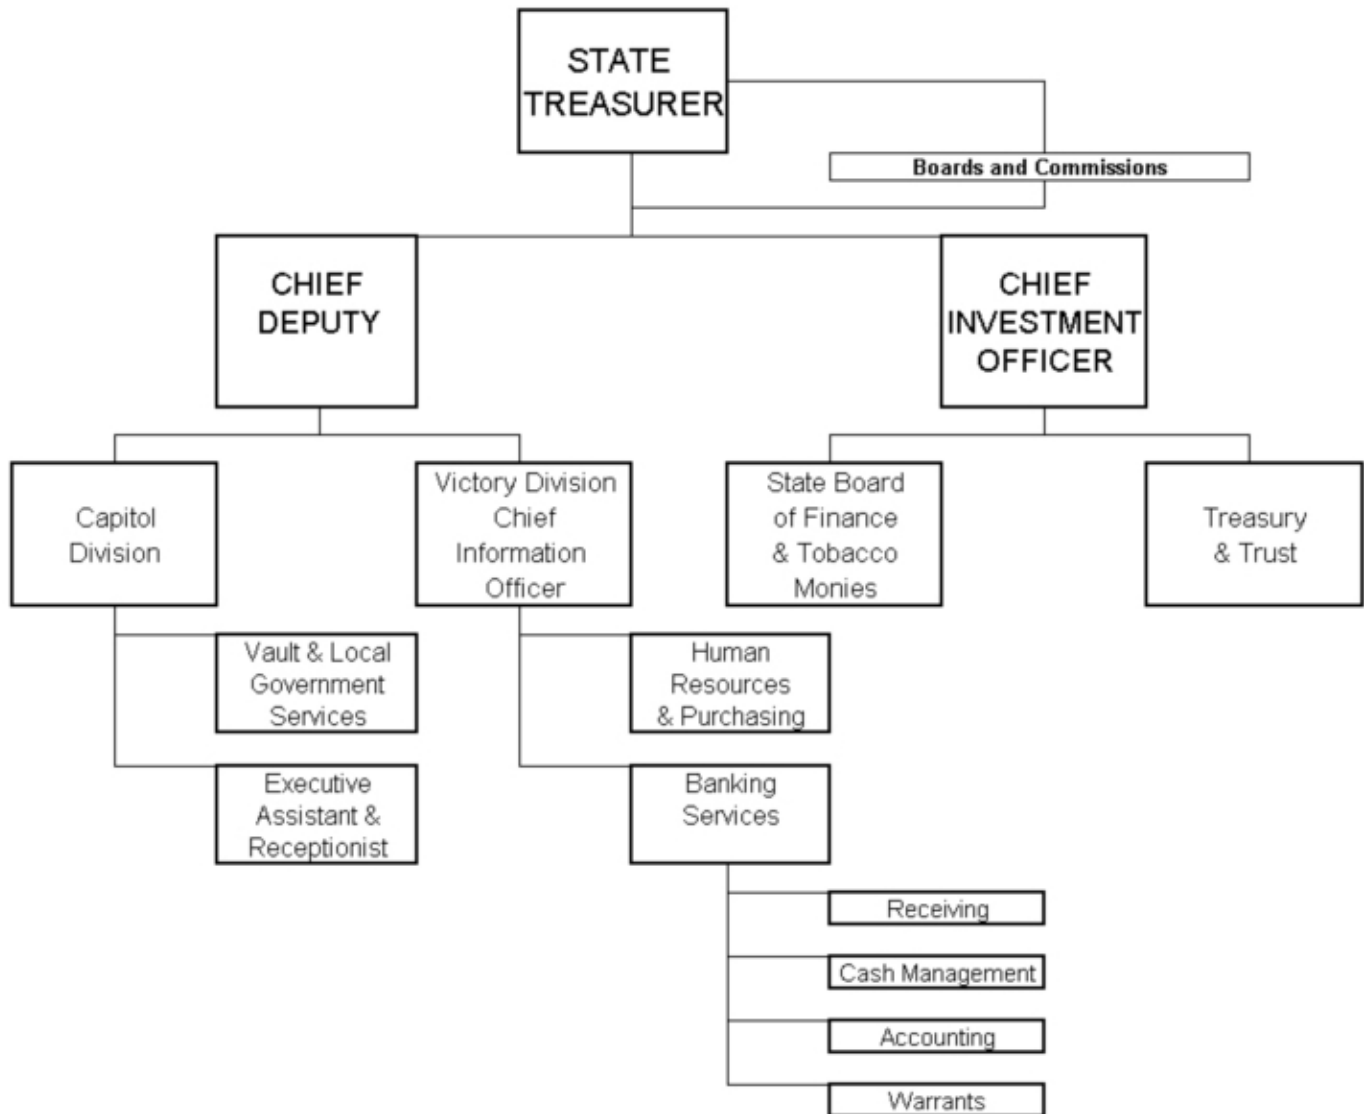 STATE
TREASURER
Boards and Commissions
CHIEF
DEPUTY
CHIEF
INVESTMENT
OFFICER
Capitol
Division
Victory Division
Chief
Information
Officer
State Board
of Finance
& Tobacco
Monies
Treasury
& Trust
Vault & Local
Government
Services
Human
Resources
& Purchasing
Executive
Assistant &
Receptionist
Banking
Services
Receiving
Cash Management
Accounting
Warrants